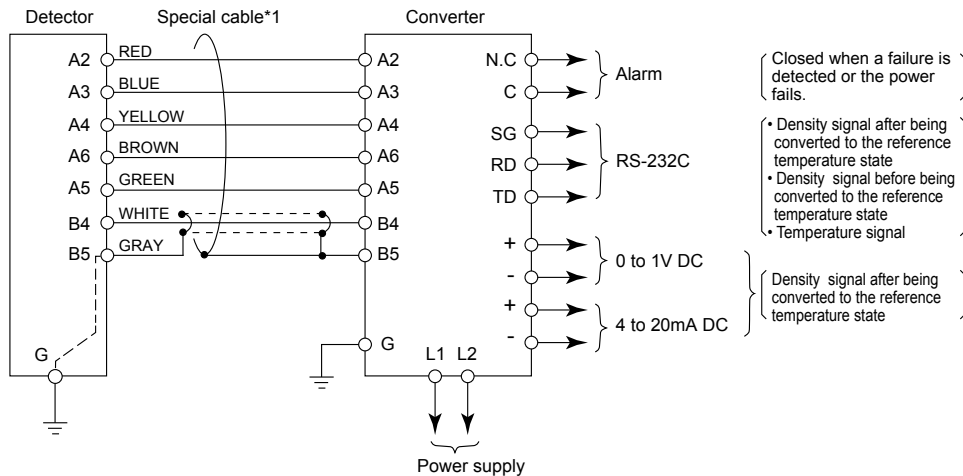 Detector Special cable*1 Converter
A2 RED A2 N.C
A3 BLUE A3 C
Alarm
Closed when a failure is
detected or the power
fails.
A4 YELLOW A4 SG
A6 BROWN A6 RD
A5 GREEN A5 TD
RS-232C
• Density signal after being
converted to the reference
temperature state
• Density signal before being
converted to the reference
temperature state
• Temperature signal
B4 WHITE B4
B5 GRAY B5
+
-
0 to 1V DC
+
-
4 to 20mA DC
Density signal after being
converted to the reference
temperature state
G G L1 L2
Power supply